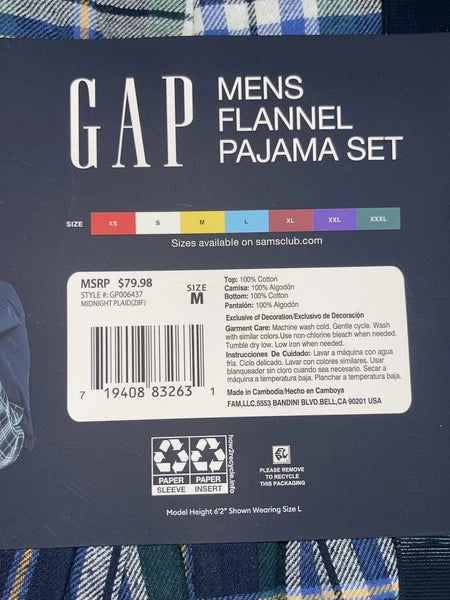 GAP
MENS
FLANNEL
PAJAMA SET
SIZE XS S M L XL XXL XXXL
Sizes available on samsclub.com
MSRP $79.98
STYLE #: GP006437
MIDNIGHT PLAID(Z8F)
SIZE
M
7 19408 83263 1
Top: 100% Cotton
Camisa: 100% Algodón
Bottom: 100% Cotton
Pantalón: 100% Algodón
Exclusive of Decoration/Exclusivo de Decoración
Garment Care: Machine wash cold. Gentle cycle. Wash
with similar colors.Use non-chlorine bleach when needed.
Tumble dry low. Low iron when needed.
Instrucciones De Cuidado: Lavar a máquina con agua
fria. Ciclo delicado. Lavar con colores similares. Usar
blanqueador sin cloro cuando sea necesario. Secar a
máquina a temperatura baja. Planchar a temperatura baja.
Made in Cambodia/Hecho en Camboya
FAM,LLC.5553 BANDINI BLVD.BELL,CA 90201 USA
PAPER
SLEEVE
PAPER
INSERT
how2recycle.info
PLEASE REMOVE
TO RECYCLE
THIS PACKAGING
Model Height 6'2" Shown Wearing Size L